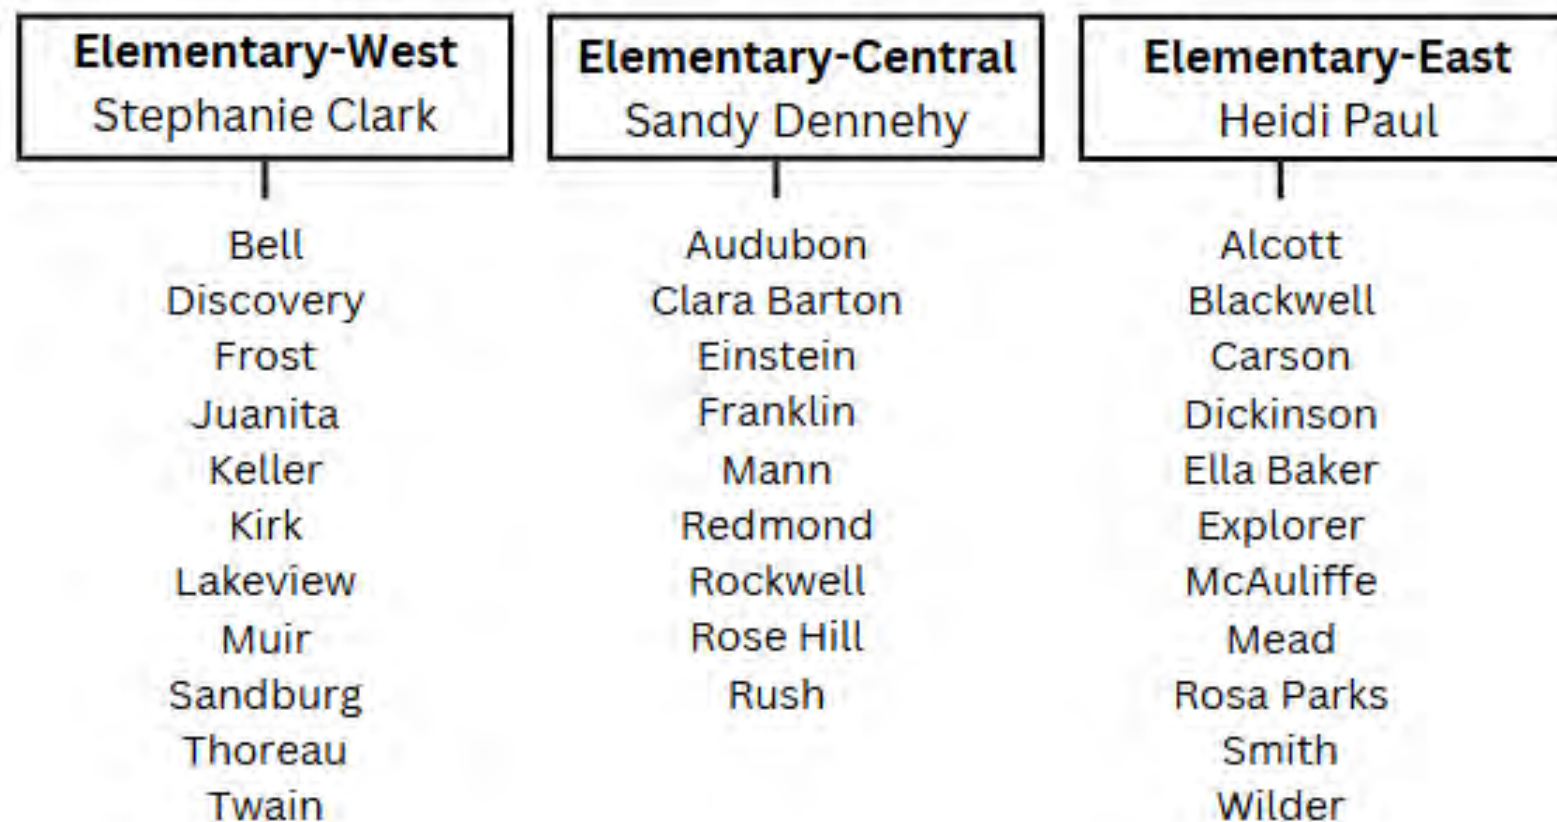 Elementary-West
Stephanie Clark
Bell
Discovery
Frost
Juanita
Keller
Kirk
Lakeview
Muir
Sandburg
Thoreau
Twain
Elementary-Central
Sandy Dennehy
Audubon
Clara Barton
Einstein
Franklin
Mann
Redmond
Rockwell
Rose Hill
Rush
Elementary-East
Heidi Paul
Alcott
Blackwell
Carson
Dickinson
Ella Baker
Explorer
McAuliffe
Mead
Rosa Parks
Smith
Wilder